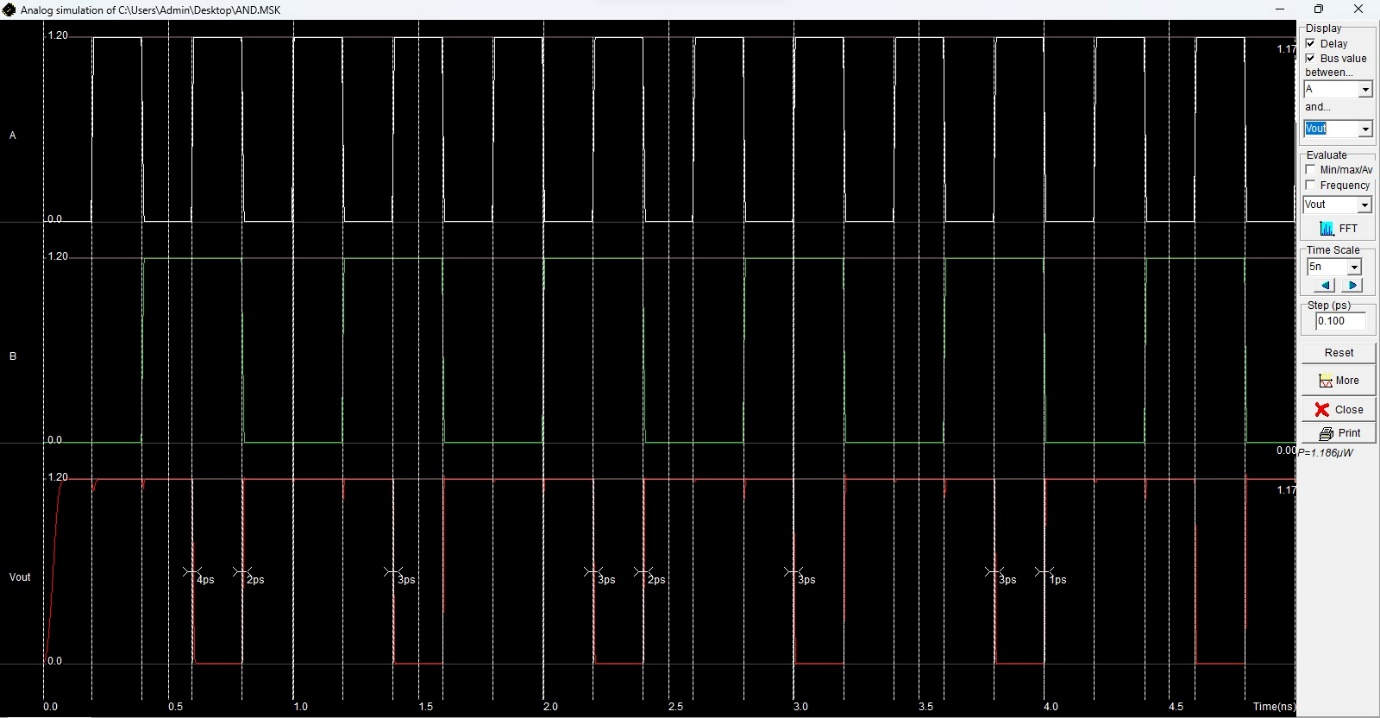 Analog simulation of C:\Users\Admin\Desktop\AND.MSK
1.20
1.17
A
0.0
1.20
B
0.0
0.00
1.20
1.17
Vout
4ps 2ps 3ps 3ps 2ps 3ps 3ps 1ps
0.0
0.0 0.5 1.0 1.5 2.0 2.5 3.0 3.5 4.0 4.5 Time(ns)
Display
Delay
Bus value
between...
A
and...
Vout
Evaluate
Min/max/Av
Frequency
Vout
FFT
Time Scale
5n
Step (ps)
0.100
Reset
More
Close
Print
P=1.186µW